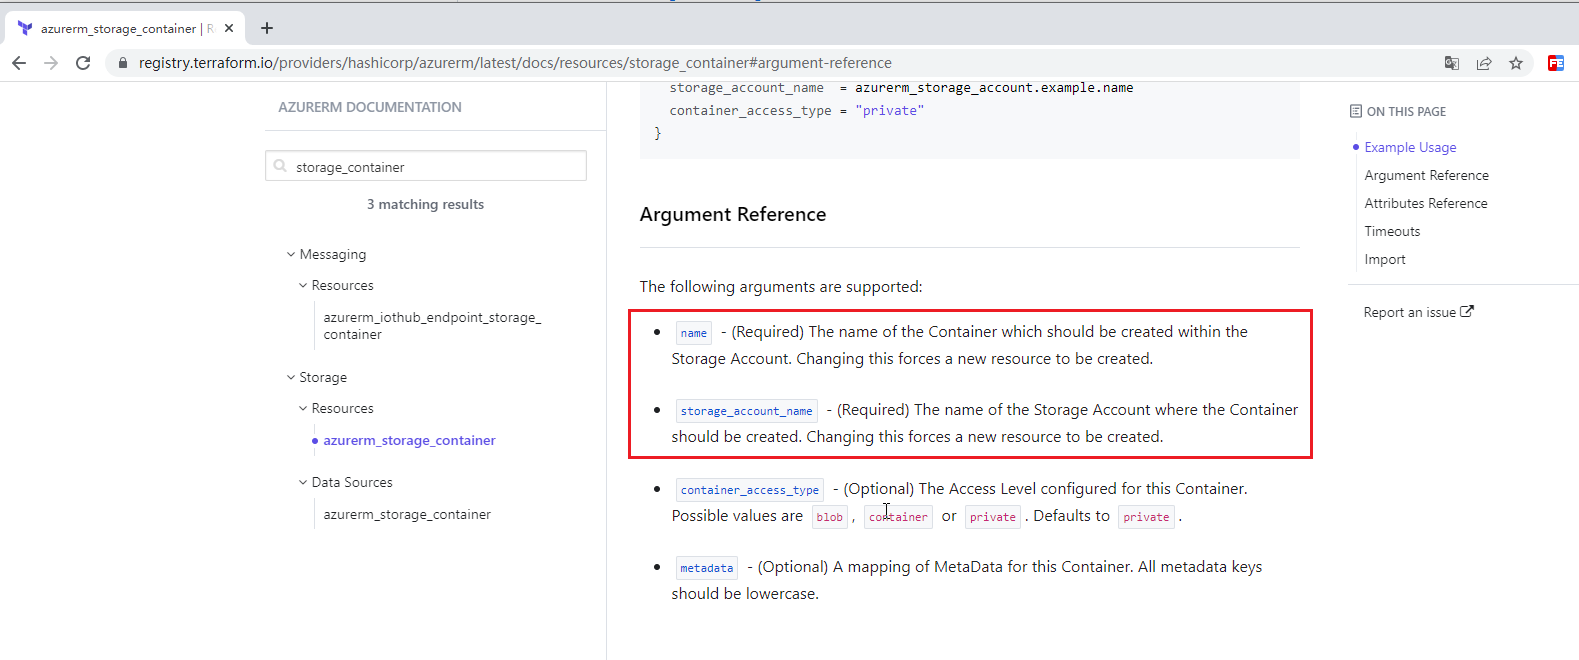 azurerm_storage_container | R
registry.terraform.io/providers/hashicorp/azurerm/latest/docs/resources/storage_container#argument-reference
AZURERM DOCUMENTATION
storage_container
3 matching results
Messaging
Resources
azurerm_iothub_endpoint_storage_
container
Storage
Resources
azurerm_storage_container
Data Sources
azurerm_storage_container
storage_account_name = azurerm_storage_account.example.name
container_access_type = "private"
}
Argument Reference
The following arguments are supported:
• name - (Required) The name of the Container which should be created within the
Storage Account. Changing this forces a new resource to be created.
• storage_account_name - (Required) The name of the Storage Account where the Container
should be created. Changing this forces a new resource to be created.
• container_access_type - (Optional) The Access Level configured for this Container.
Possible values are blob , container or private . Defaults to private .
• metadata - (Optional) A mapping of MetaData for this Container. All metadata keys
should be lowercase.
ON THIS PAGE
Example Usage
Argument Reference
Attributes Reference
Timeouts
Import
Report an issue